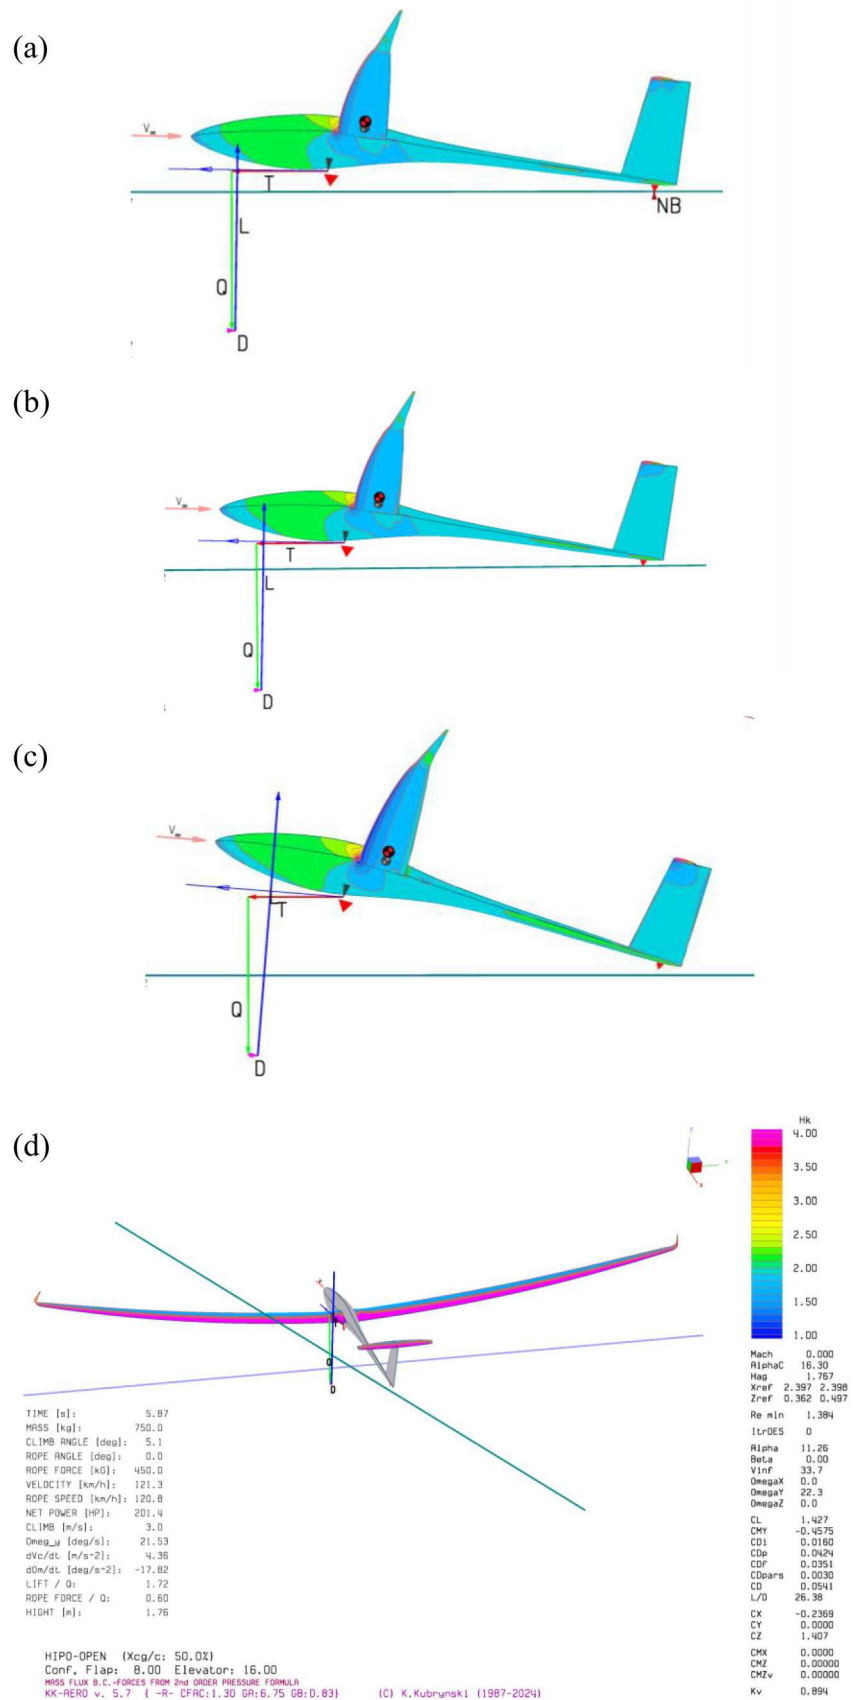 (a)
V∞
T
NB
L
Q
D
(b)
V∞
T
L
Q
D
(c)
V∞
T
Q
D
(d)
Hk
4.00
3.50
3.00
2.50
2.00
1.50
1.00
Q
D
Mach 0.000
AlphaC 16.30
Hag 1.767
Xref 2.397 2.398
Zref 0.362 0.497
Re min 1.384
ItrDES 0
Alpha 11.26
Beta 0.00
Vinf 33.7
OmegaX 0.0
OmegaY 22.3
OmegaZ 0.0
CL 1.427
CMY -0.4575
CDi 0.0160
CDp 0.0424
CDf 0.0351
CDpars 0.0030
CD 0.0541
L/D 26.38
CX -0.2369
CY 0.0000
CZ 1.407
CMX 0.0000
CMZ 0.00000
CMZv 0.00000
Kv 0.894
TIME [s]: 5.87
MASS [kg]: 750.0
CLIMB ANGLE [deg]: 5.1
ROPE ANGLE [deg]: 0.0
ROPE FORCE [kG]: 450.0
VELOCITY [km/h]: 121.3
ROPE SPEED [km/h]: 120.8
NET POWER [HP]: 201.4
CLIMB [m/s]: 3.0
Omeg_y [deg/s]: 21.53
dVc/dt [m/s^2]: 4.36
dOm/dt [deg/s^2]: -17.82
LIFT / Q: 1.72
ROPE FORCE / Q: 0.60
HIGHT [m]: 1.76
HIPO-OPEN (Xcg/c: 50.0%)
Conf, Flap: 8.00 Elevator: 16.00
MASS FLUX B.C.-FORCES FROM 2nd ORDER PRESSURE FORMULA
KK-AERO v. 5.7 { -R- CFAC:1.30 GA:6.75 GB:0.83} (C) K.Kubrynski (1987-2024)